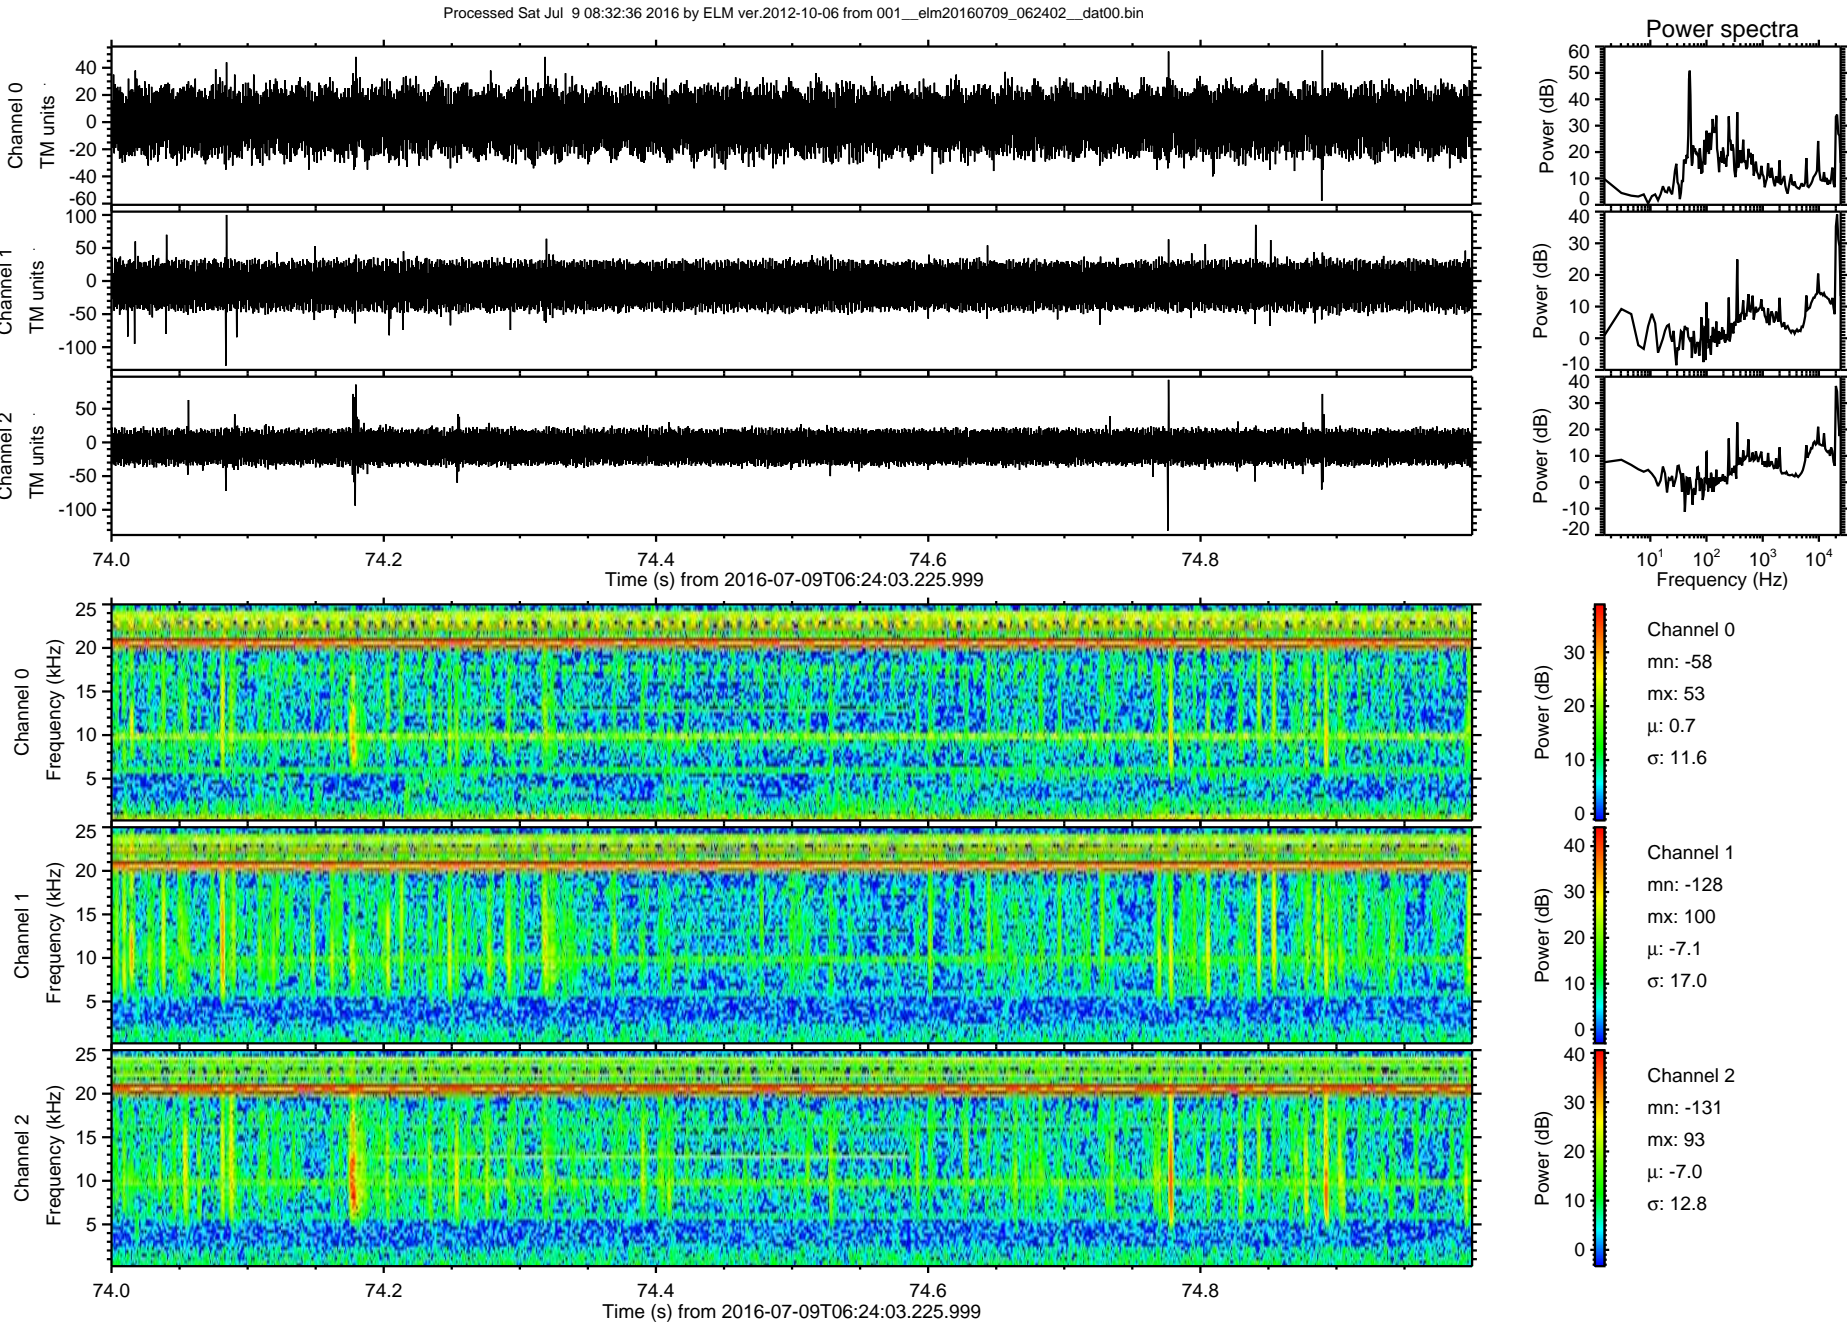 Processed Sat Jul 9 08:32:36 2016 by ELM ver.2012-10-06 from 001__elm20160709_062402__dat00.bin
Power spectra
Channel 0
TM units
40
20
0
-20
-40
-60
Power (dB)
60
50
40
30
20
10
0
Channel 1
TM units
100
50
0
-50
-100
Power (dB)
40
30
20
10
0
-10
Channel 2
TM units
50
0
-50
-100
Power (dB)
40
30
20
10
0
-10
-20
74.0 74.2 74.4 74.6 74.8
Time (s) from 2016-07-09T06:24:03.225.999
10^1 10^2 10^3 10^4
Frequency (Hz)
Channel 0
Frequency (kHz)
25
20
15
10
5
Power (dB)
30
20
10
0
Channel 0
mn: -58
mx: 53
μ: 0.7
σ: 11.6
Channel 1
Frequency (kHz)
25
20
15
10
5
Power (dB)
40
30
20
10
0
Channel 1
mn: -128
mx: 100
μ: -7.1
σ: 17.0
Channel 2
Frequency (kHz)
25
20
15
10
5
Power (dB)
40
30
20
10
0
Channel 2
mn: -131
mx: 93
μ: -7.0
σ: 12.8
74.0 74.2 74.4 74.6 74.8
Time (s) from 2016-07-09T06:24:03.225.999